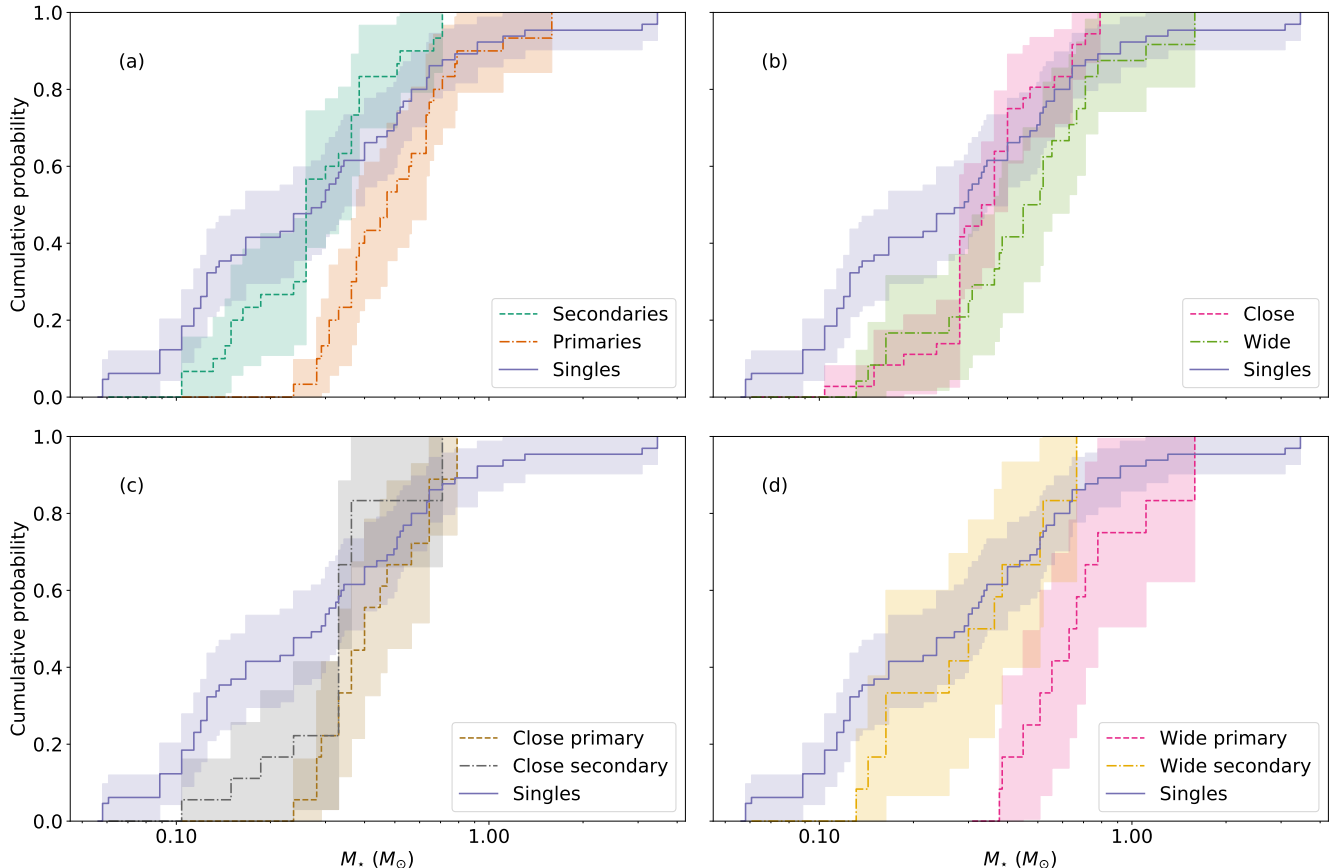 1.0
0.8
0.6
0.4
0.2
0.0
Cumulative probability
(a)
Secondaries
Primaries
Singles
(b)
Close
Wide
Singles
1.0
0.8
0.6
0.4
0.2
0.0
Cumulative probability
(c)
Close primary
Close secondary
Singles
0.10
1.00
M⋆ (M⊙)
(d)
Wide primary
Wide secondary
Singles
0.10
1.00
M⋆ (M⊙)